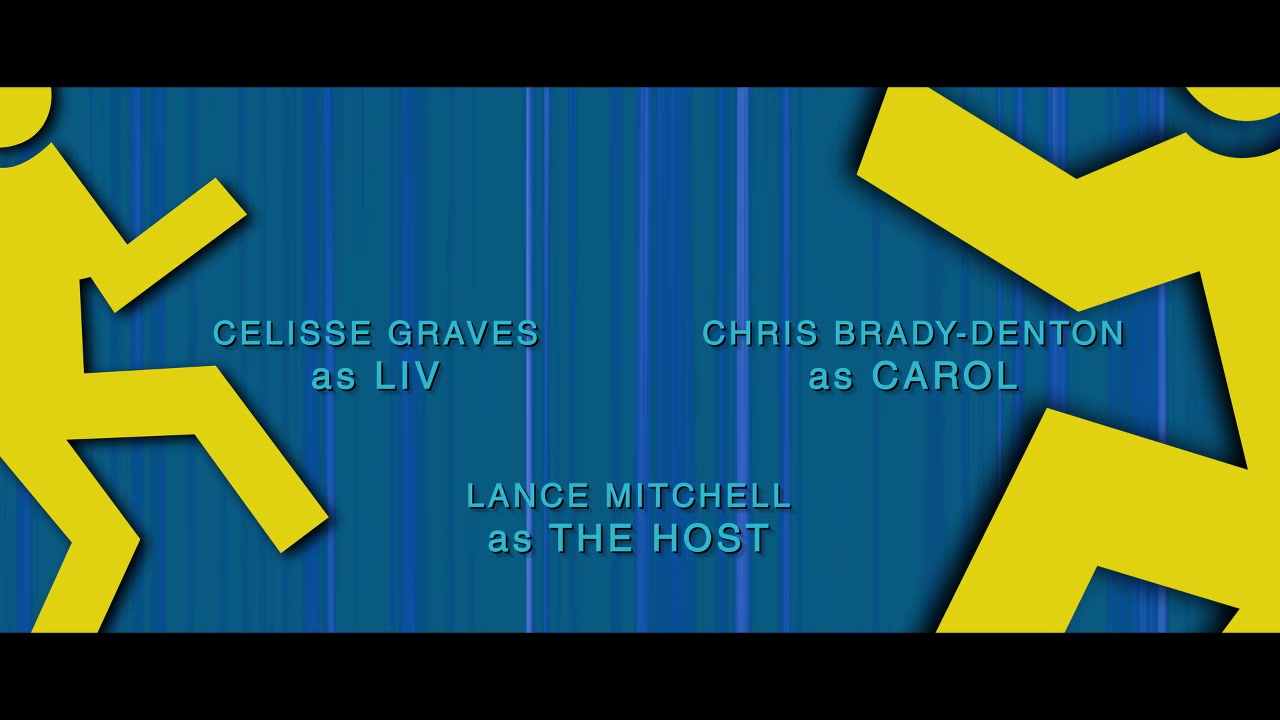 CELISSE GRAVES
as LIV
CHRIS BRADY-DENTON
as CAROL
LANCE MITCHELL
as THE HOST